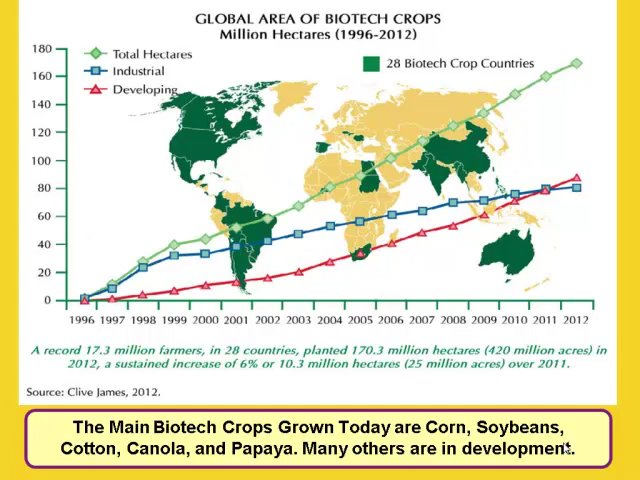 GLOBAL AREA OF BIOTECH CROPS
Million Hectares (1996-2012)
180
160
140
120
100
80
60
40
20
0
Total Hectares
Industrial
Developing
28 Biotech Crop Countries
1996 1997 1998 1999 2000 2001 2002 2003 2004 2005 2006 2007 2008 2009 2010 2011 2012
A record 17.3 million farmers, in 28 countries, planted 170.3 million hectares (420 million acres) in
2012, a sustained increase of 6% or 10.3 million hectares (25 million acres) over 2011.
Source: Clive James, 2012.
The Main Biotech Crops Grown Today are Corn, Soybeans,
Cotton, Canola, and Papaya. Many others are in development.